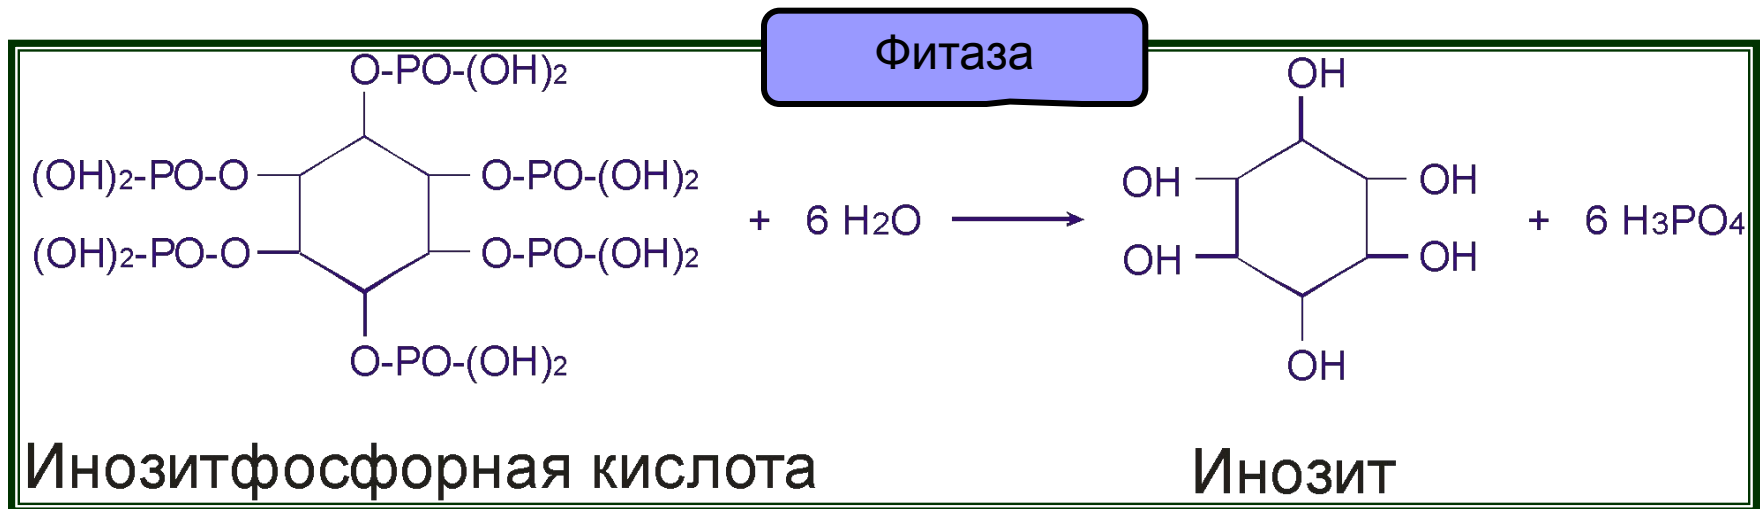 Фитаза
O-PO-(OH)2 OH
(OH)2-PO-O O-PO-(OH)2 OH OH
+ 6 H2O + 6 H3PO4
(OH)2-PO-O O-PO-(OH)2 OH OH
O-PO-(OH)2 OH
Инозитфосфорная кислота Инозит